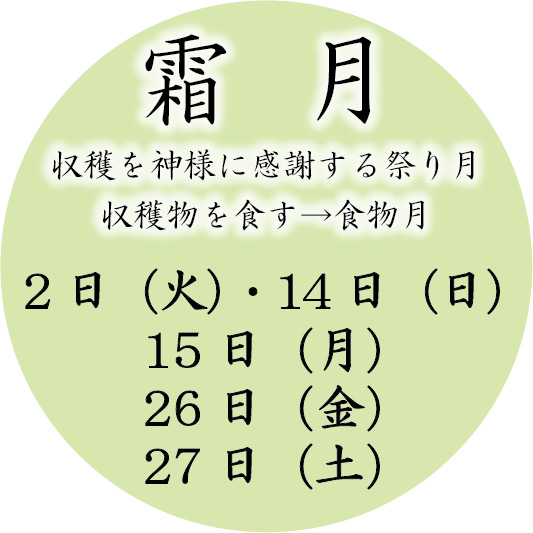 霜 月
収穫を神様に感謝する祭り月
収穫物を食す→食物月
2日（火）・14日（日）
15日（月）
26日（金）
27日（土）